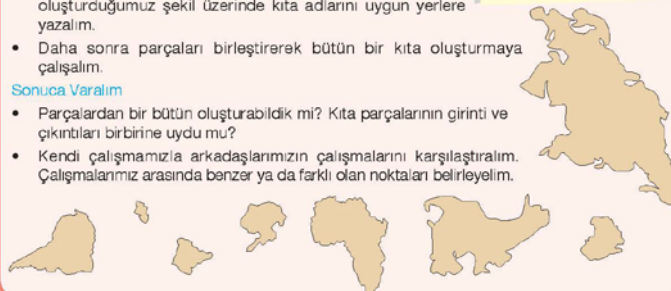 oluşturduğumuz şekil üzerinde kıta adlarını uygun yerlere
yazalım.
• Daha sonra parçaları birleştirerek bütün bir kıta oluşturmaya
çalışalım.
Sonuca Varalım
• Parçalardan bir bütün oluşturabildik mi? Kıta parçalarının girinti ve
çıkıntıları birbirine uydu mu?
• Kendi çalışmamızla arkadaşlarımızın çalışmalarını karşılaştıralım.
Çalışmalarımız arasında benzer ya da farklı olan noktaları belirleyelim.